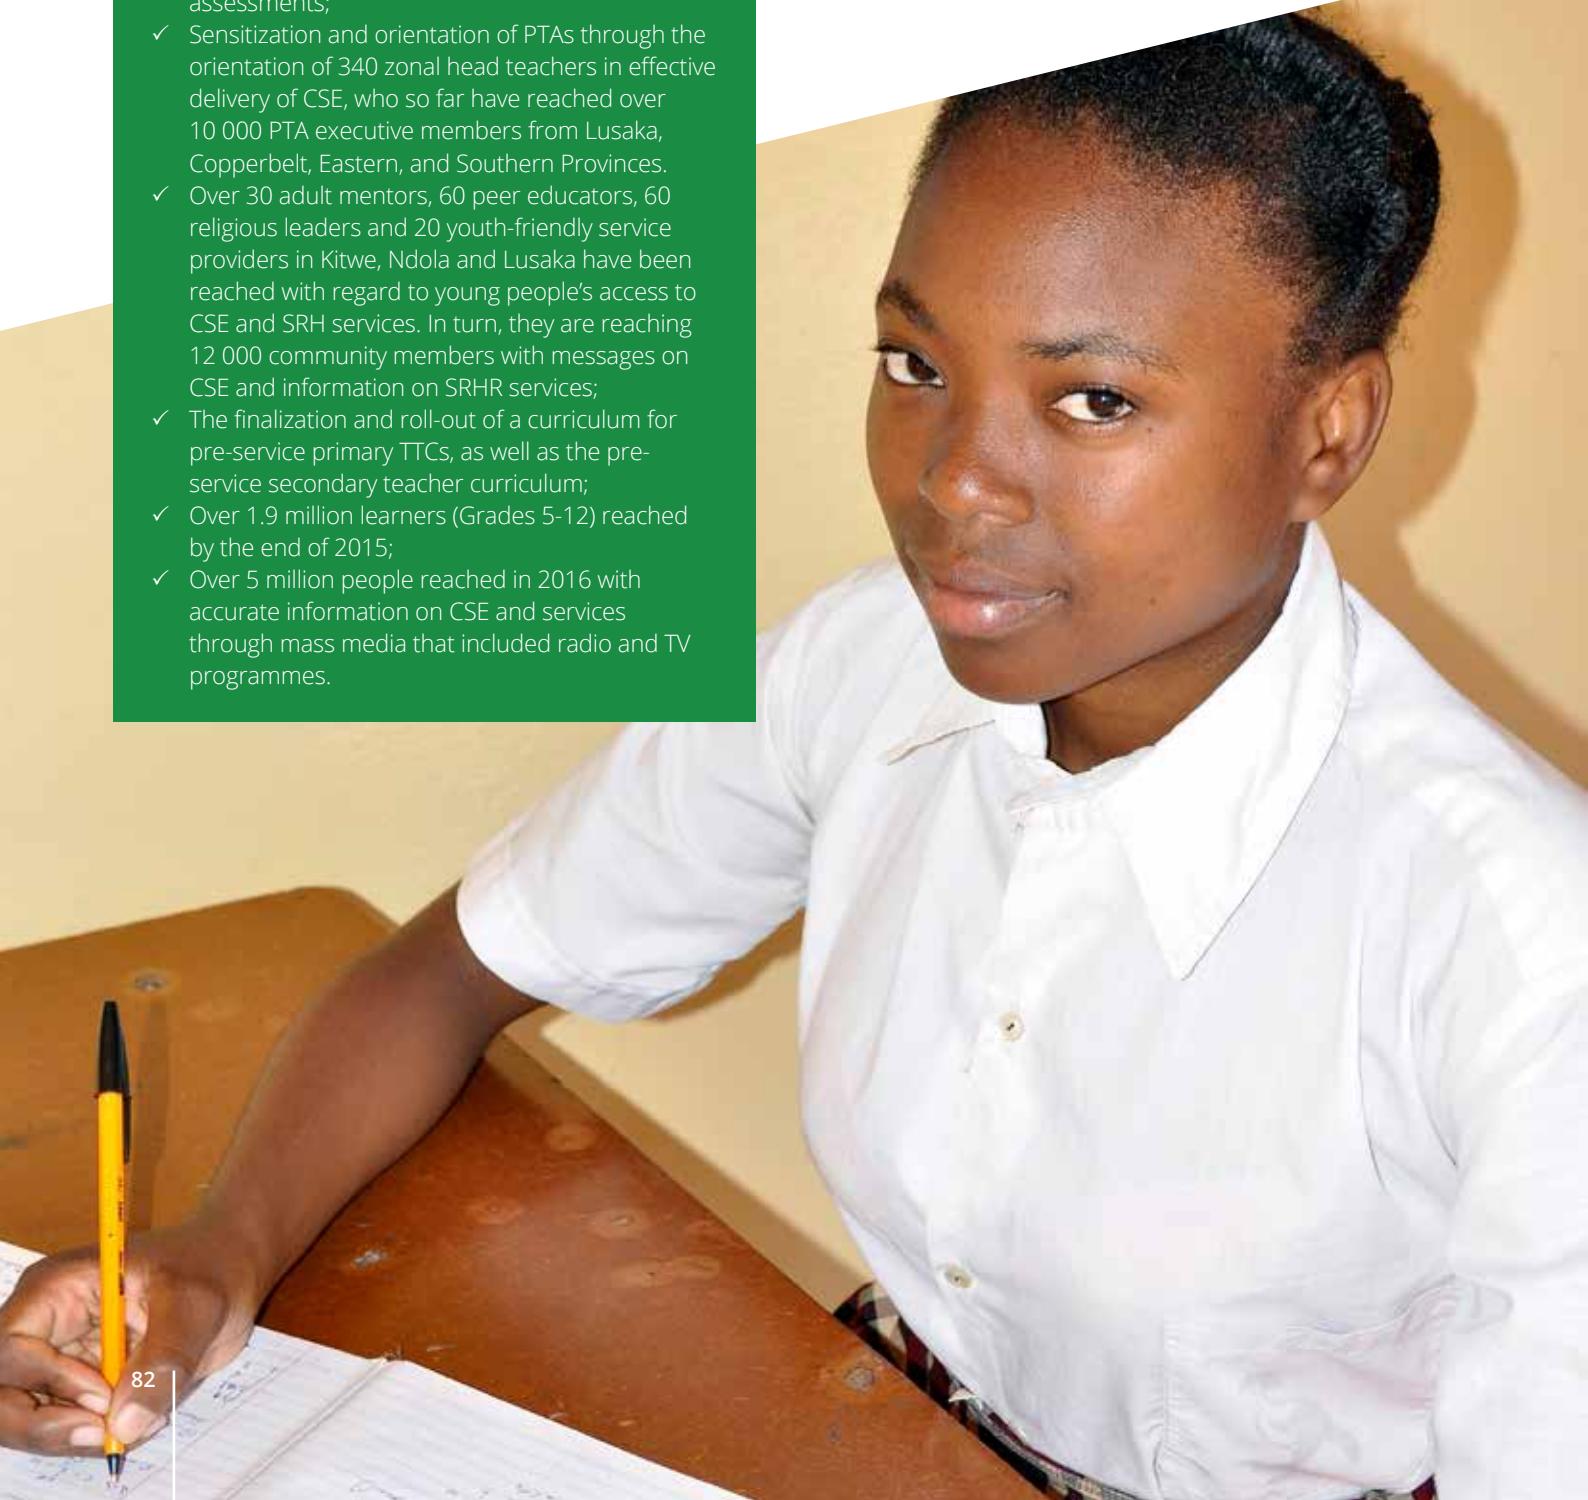 assessments;
✓ Sensitization and orientation of PTAs through the
orientation of 340 zonal head teachers in effective
delivery of CSE, who so far have reached over
10 000 PTA executive members from Lusaka,
Copperbelt, Eastern, and Southern Provinces.
✓ Over 30 adult mentors, 60 peer educators, 60
religious leaders and 20 youth-friendly service
providers in Kitwe, Ndola and Lusaka have been
reached with regard to young people’s access to
CSE and SRH services. In turn, they are reaching
12 000 community members with messages on
CSE and information on SRHR services;
✓ The finalization and roll-out of a curriculum for
pre-service primary TTCs, as well as the pre-
service secondary teacher curriculum;
✓ Over 1.9 million learners (Grades 5-12) reached
by the end of 2015;
✓ Over 5 million people reached in 2016 with
accurate information on CSE and services
through mass media that included radio and TV
programmes.
82